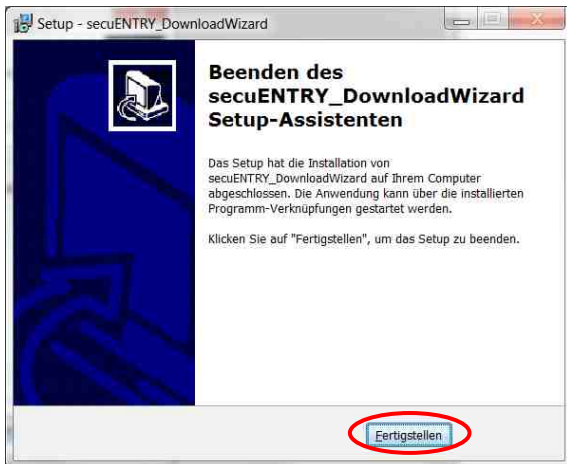 Setup - secuENTRY_DownloadWizard
Beenden des
secuENTRY_DownloadWizard
Setup-Assistenten
Das Setup hat die Installation von
secuENTRY_DownloadWizard auf Ihrem Computer
abgeschlossen. Die Anwendung kann über die installierten
Programm-Verknüpfungen gestartet werden.
Klicken Sie auf "Fertigstellen", um das Setup zu beenden.
Fertigstellen